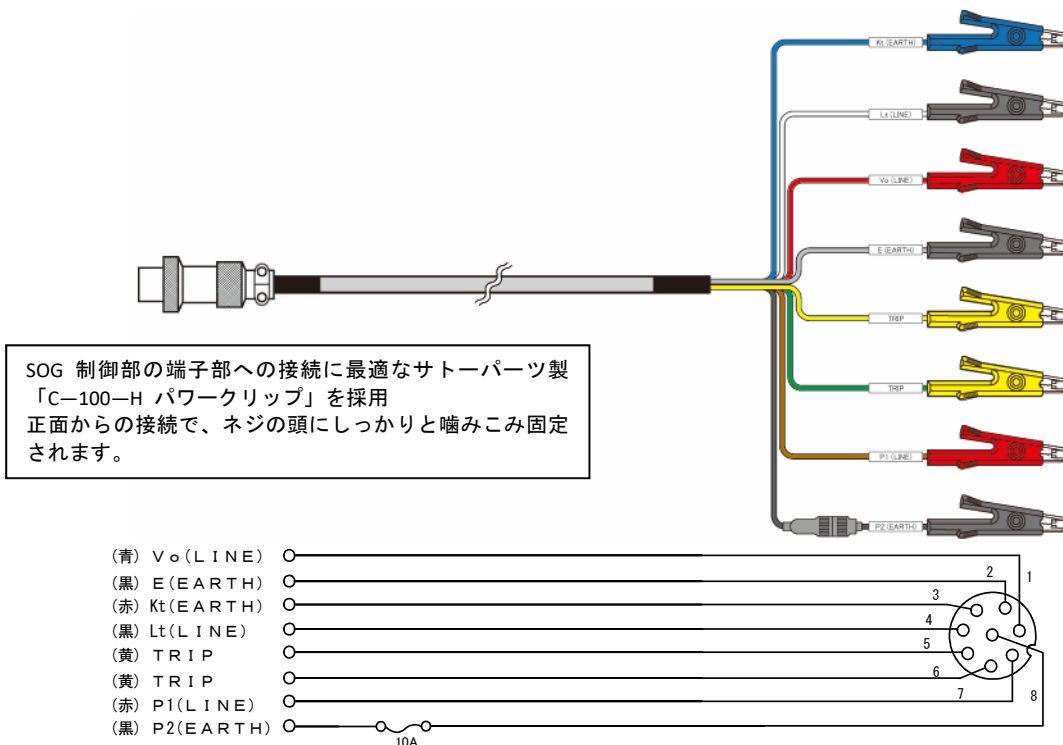 Kt(EARTH)
Lt(LINE)
Vo(LINE)
E(EARTH)
TRIP
TRIP
P1(LINE)
P2(EARTH)
SOG 制御部の端子部への接続に最適なサトーパーツ製
「C—100—H パワークリップ」を採用
正面からの接続で、ネジの頭にしっかりと噛みこみ固定
されます。
(青) Vo(LINE) 1
(黒) E(EARTH) 2
(赤) Kt(EARTH) 3
(黒) Lt(LINE) 4
(黄) TRIP 5
(黄) TRIP 6
(赤) P1(LINE) 7
(黒) P2(EARTH) 8
10A